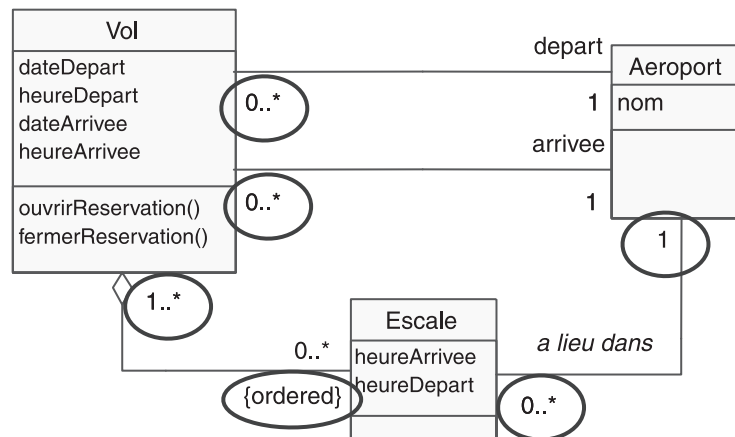 Vol
dateDepart
heureDepart
dateArrivee
heureArrivee
ouvrirReservation()
fermerReservation()
depart
0..*
1
arrivee
0..*
1
Aeroport
nom
1
1..*
0..*
{ordered}
Escale
heureArrivee
heureDepart
a lieu dans
0..*